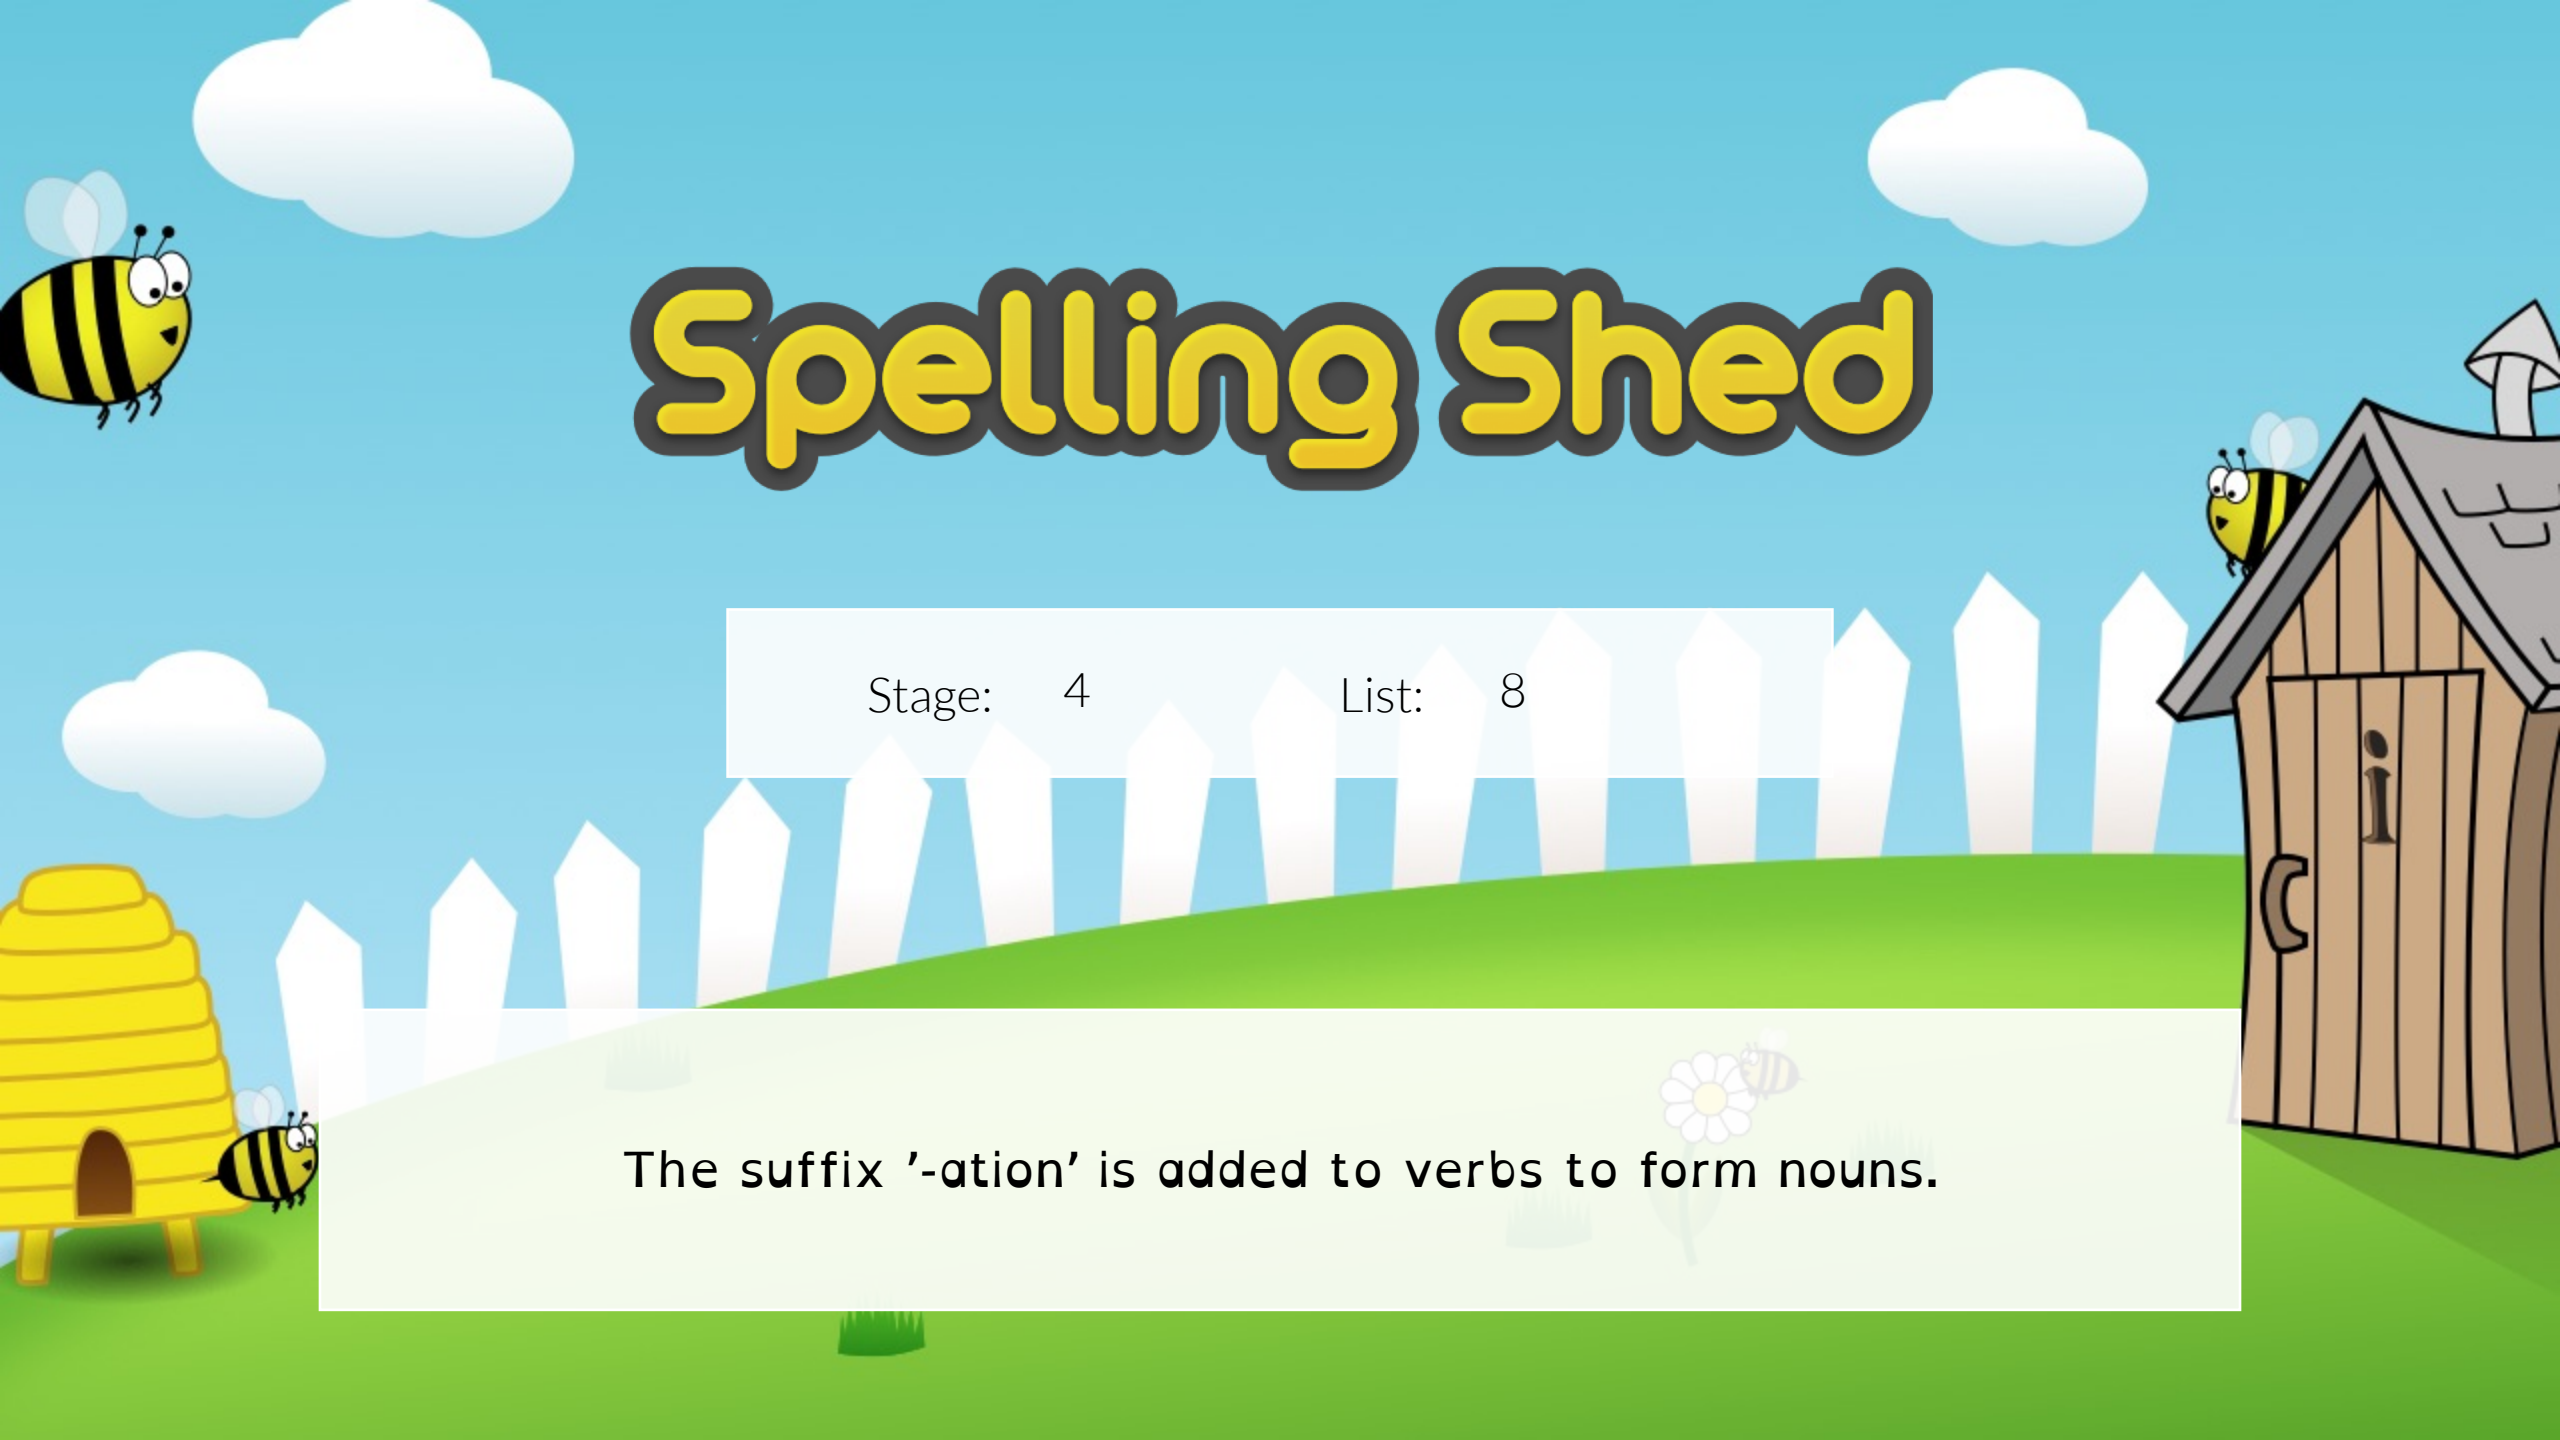 Spelling Shed
Stage: 4 List: 8
i
The suffix '-ation' is added to verbs to form nouns.